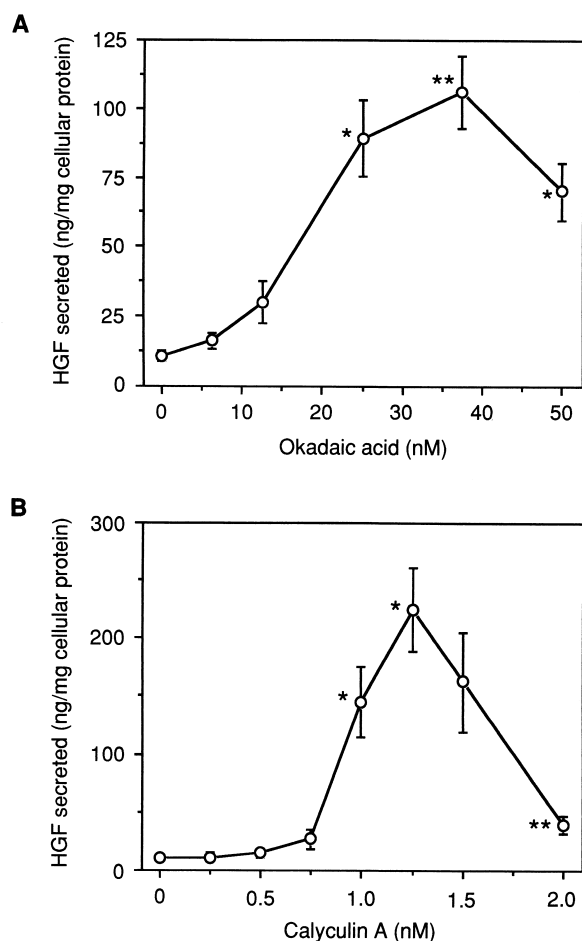 A
HGF secreted (ng/mg cellular protein)
125
100
75
50
25
0
**
*
*
0 10 20 30 40 50
Okadaic acid (nM)
B
HGF secreted (ng/mg cellular protein)
300
200
100
0
*
*
**
0 0.5 1.0 1.5 2.0
Calyculin A (nM)